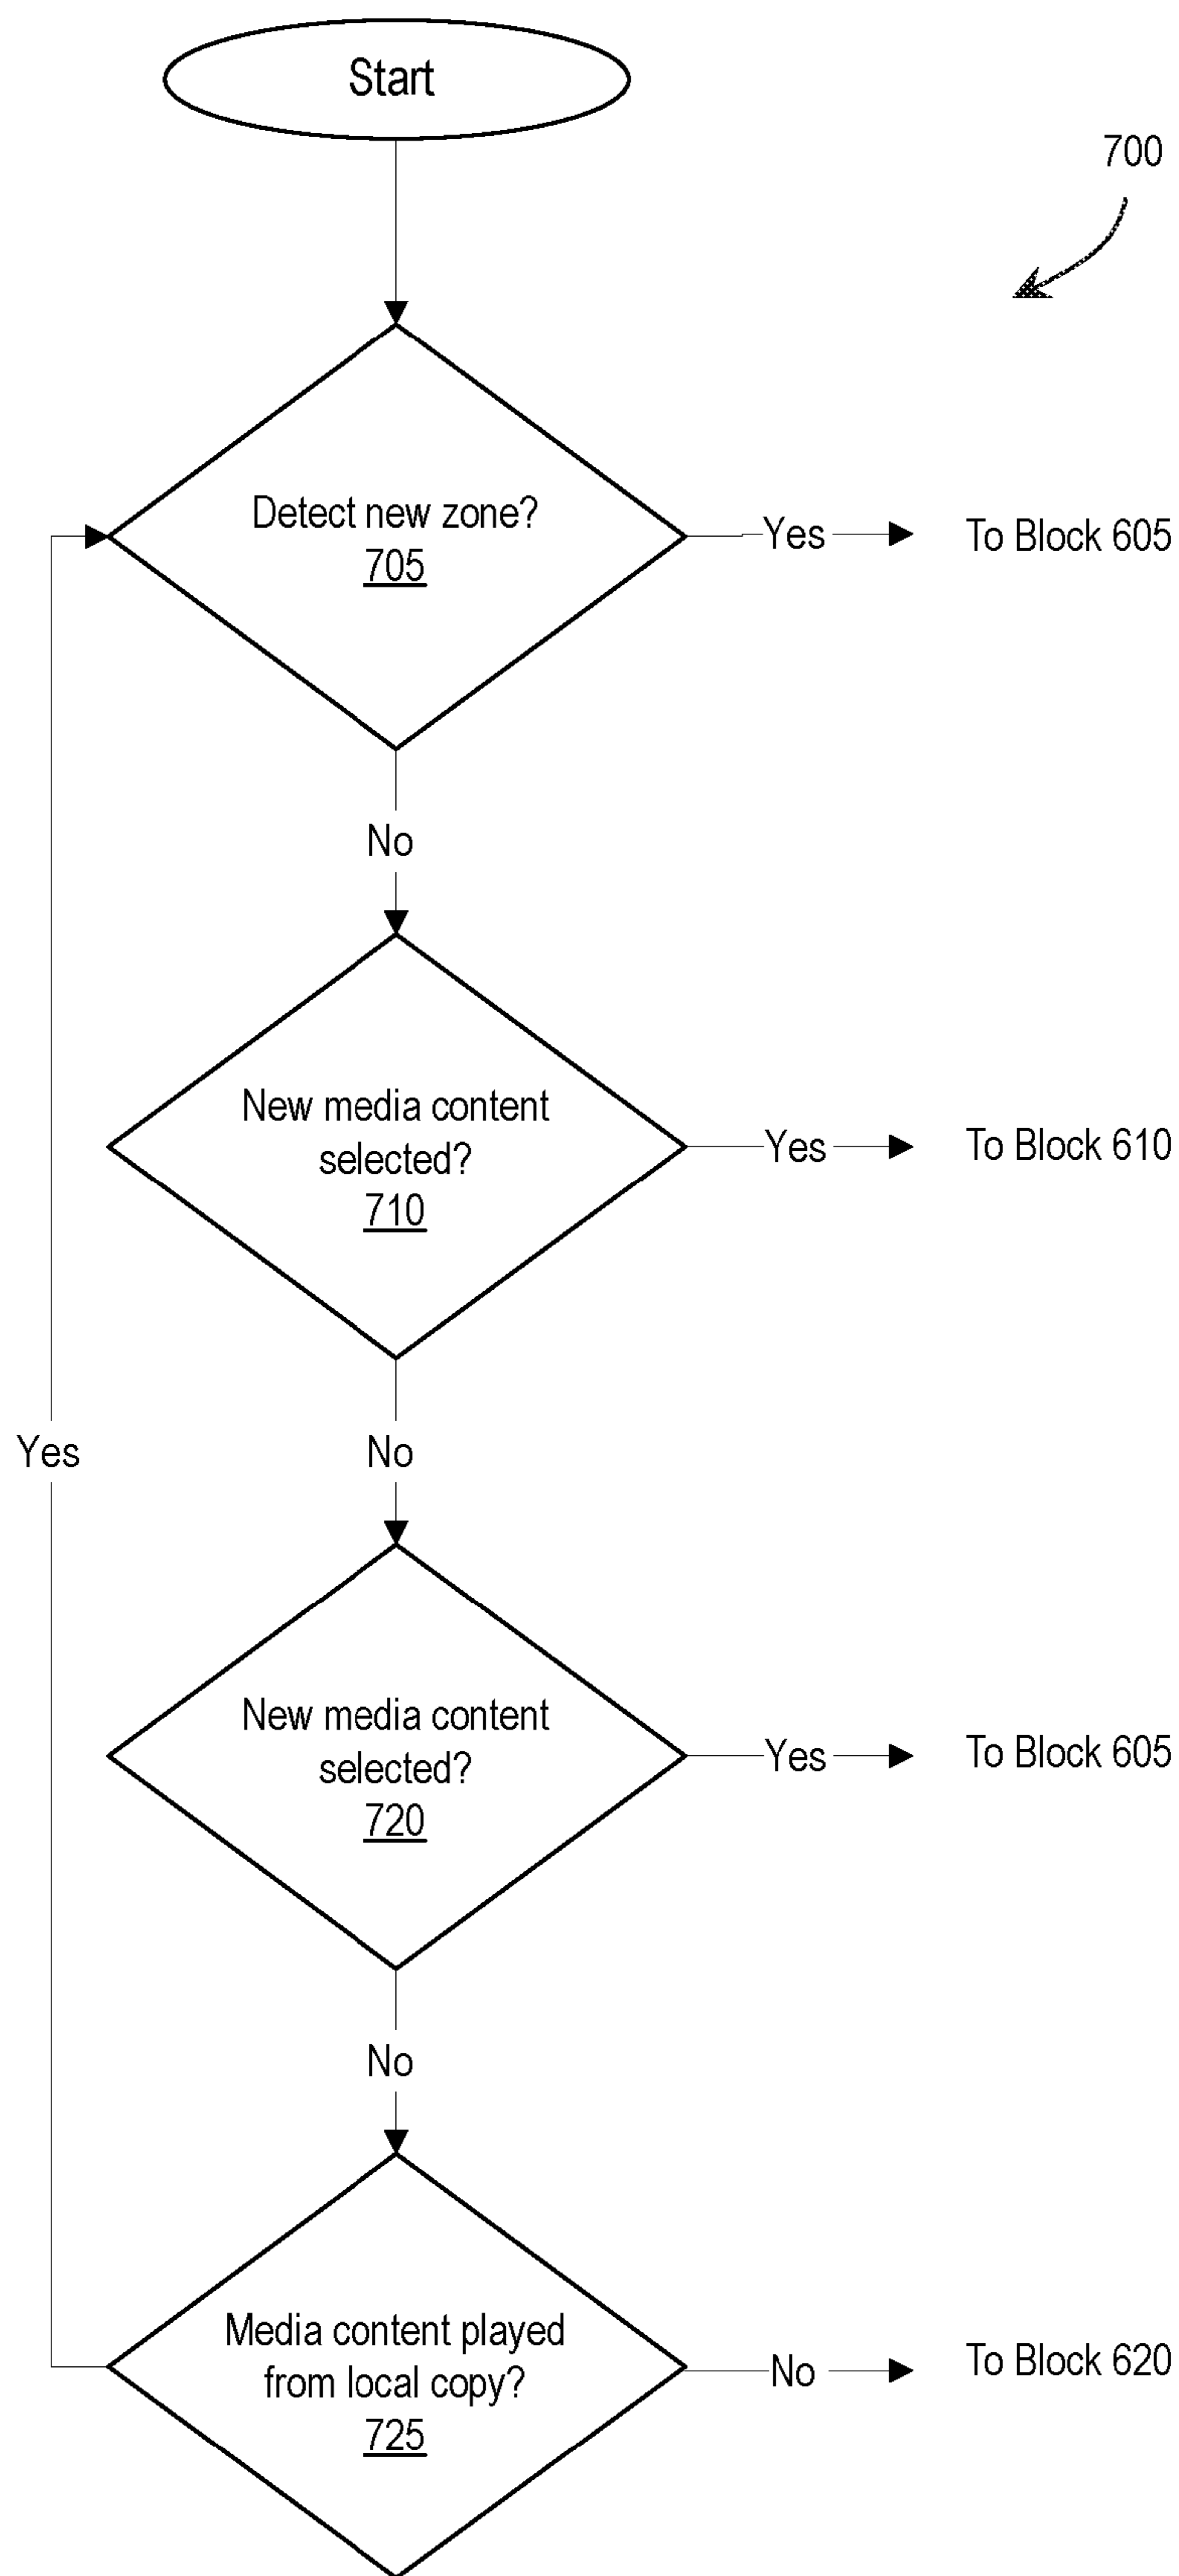 Start
700
Detect new zone?
705
Yes
To Block 605
No
New media content
selected?
710
Yes
To Block 610
Yes
No
New media content
selected?
720
Yes
To Block 605
No
Media content played
from local copy?
725
No
To Block 620